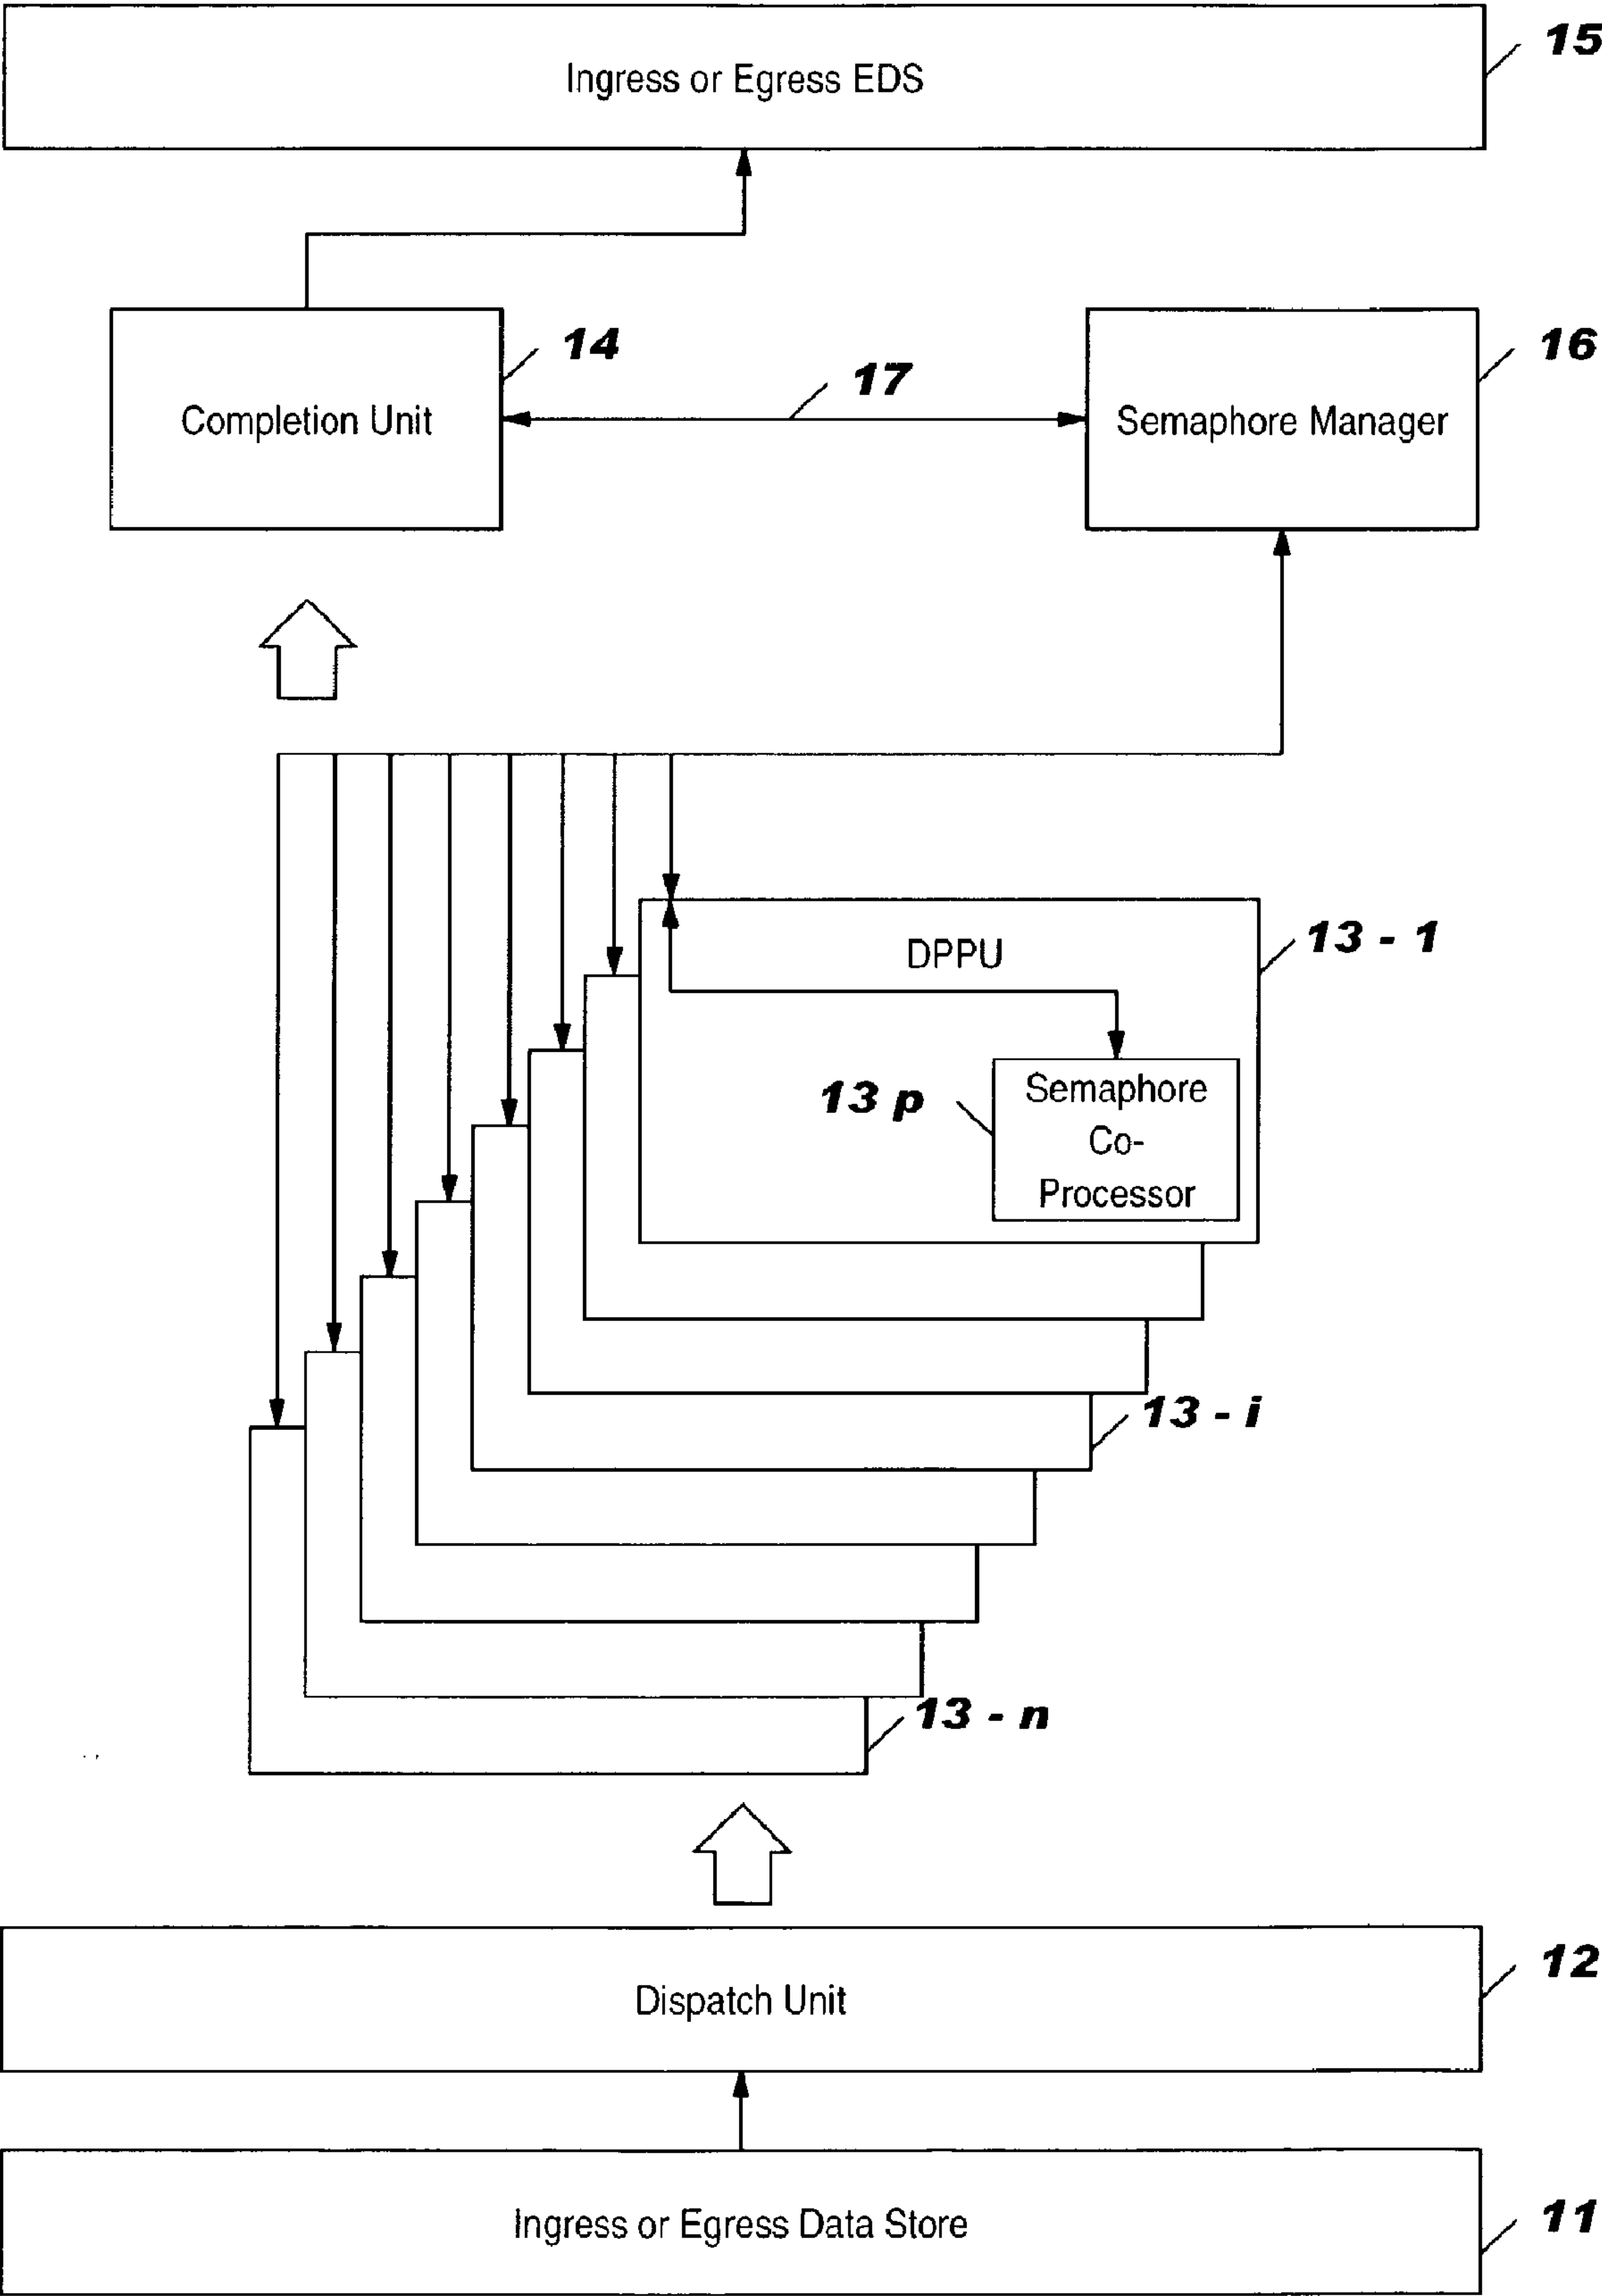 15
Ingress or Egress EDS
14
16
17
Completion Unit
Semaphore Manager
13 - 1
DPPU
13 p
Semaphore
Co-
Processor
13 - i
13 - n
12
Dispatch Unit
11
Ingress or Egress Data Store